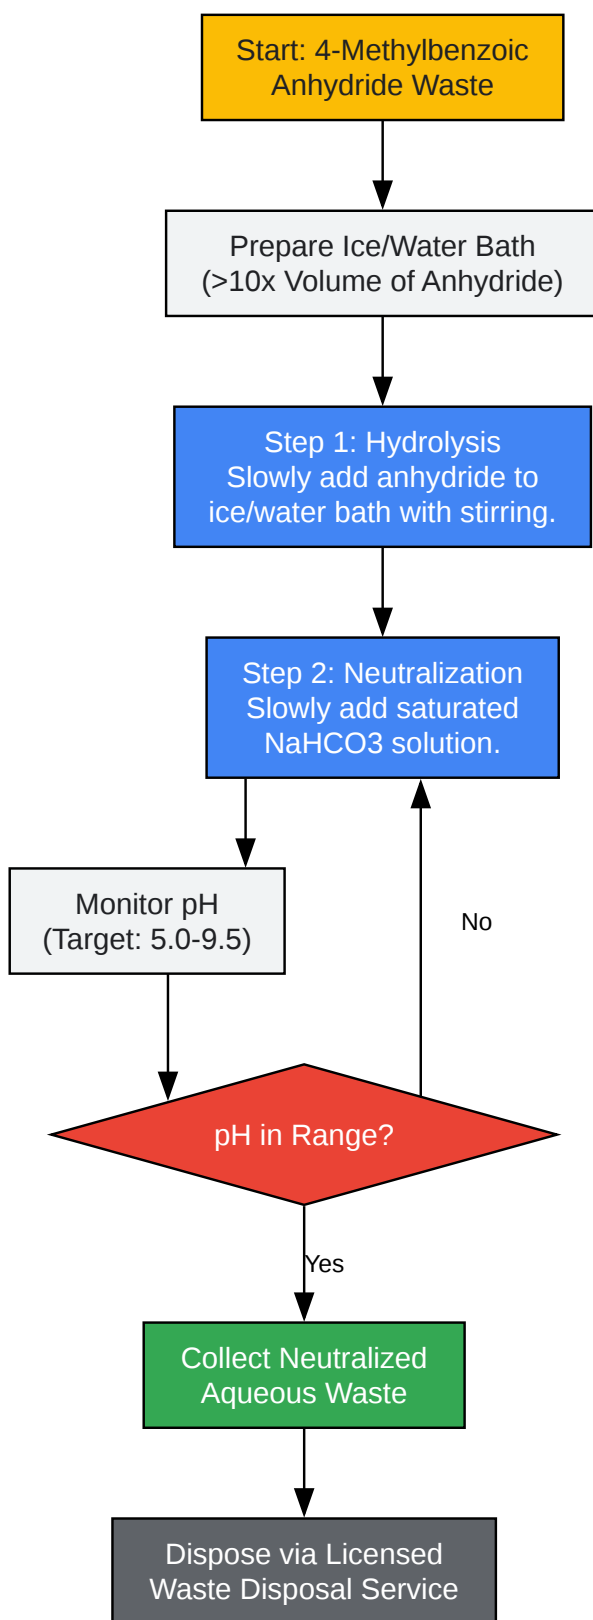 Start: 4-Methylbenzoic
Anhydride Waste
Prepare Ice/Water Bath
(>10x Volume of Anhydride)
Step 1: Hydrolysis
Slowly add anhydride to
ice/water bath with stirring.
Step 2: Neutralization
Slowly add saturated
NaHCO3 solution.
Monitor pH
(Target: 5.0-9.5)
No
pH in Range?
Yes
Collect Neutralized
Aqueous Waste
Dispose via Licensed
Waste Disposal Service